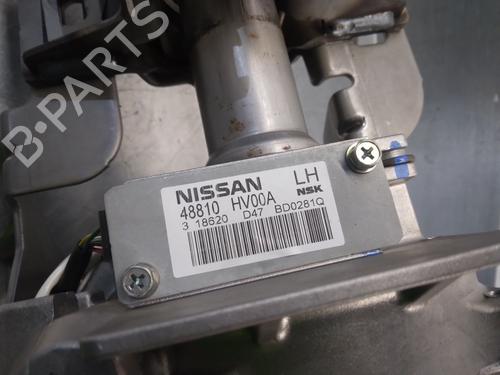 B-PARTS
NISSAN LH
NSK
48810 HV00A
3 18620 D47 BD0281Q